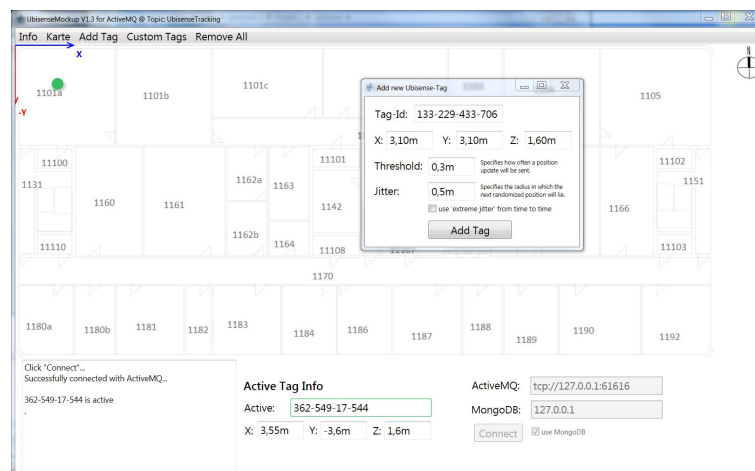 UbisenseMockup V1.3 for ActiveMQ @ Topic: UbisenseTracking
Info Karte Add Tag Custom Tags Remove All
X
-Y
N
1101a
1101b
1101c
1105
Add new Ubisense-Tag
Tag-Id: 133-229-433-706
X: 3,10m Y: 3,10m Z: 1,60m
Threshold: 0,3m
Specifies how often a position
update will be sent.
Jitter: 0,5m
Specifies the radius in which the
next randomized position will lie.
use 'extreme jitter' from time to time
Add Tag
11100
11101
11102
1131
1162a
1163
1151
1160
1161
1142
1166
1162b
1164
11110
11108
11103
1170
1180a
1180b
1181
1182
1183
1184
1186
1187
1188
1189
1190
1192
Click "Connect"...
Successfully connected with ActiveMQ...
362-549-17-544 is active
.
Active Tag Info
Active: 362-549-17-544
X: 3,55m Y: -3,6m Z: 1,6m
ActiveMQ: tcp://127.0.0.1:61616
MongoDB: 127.0.0.1
Connect
use MongoDB